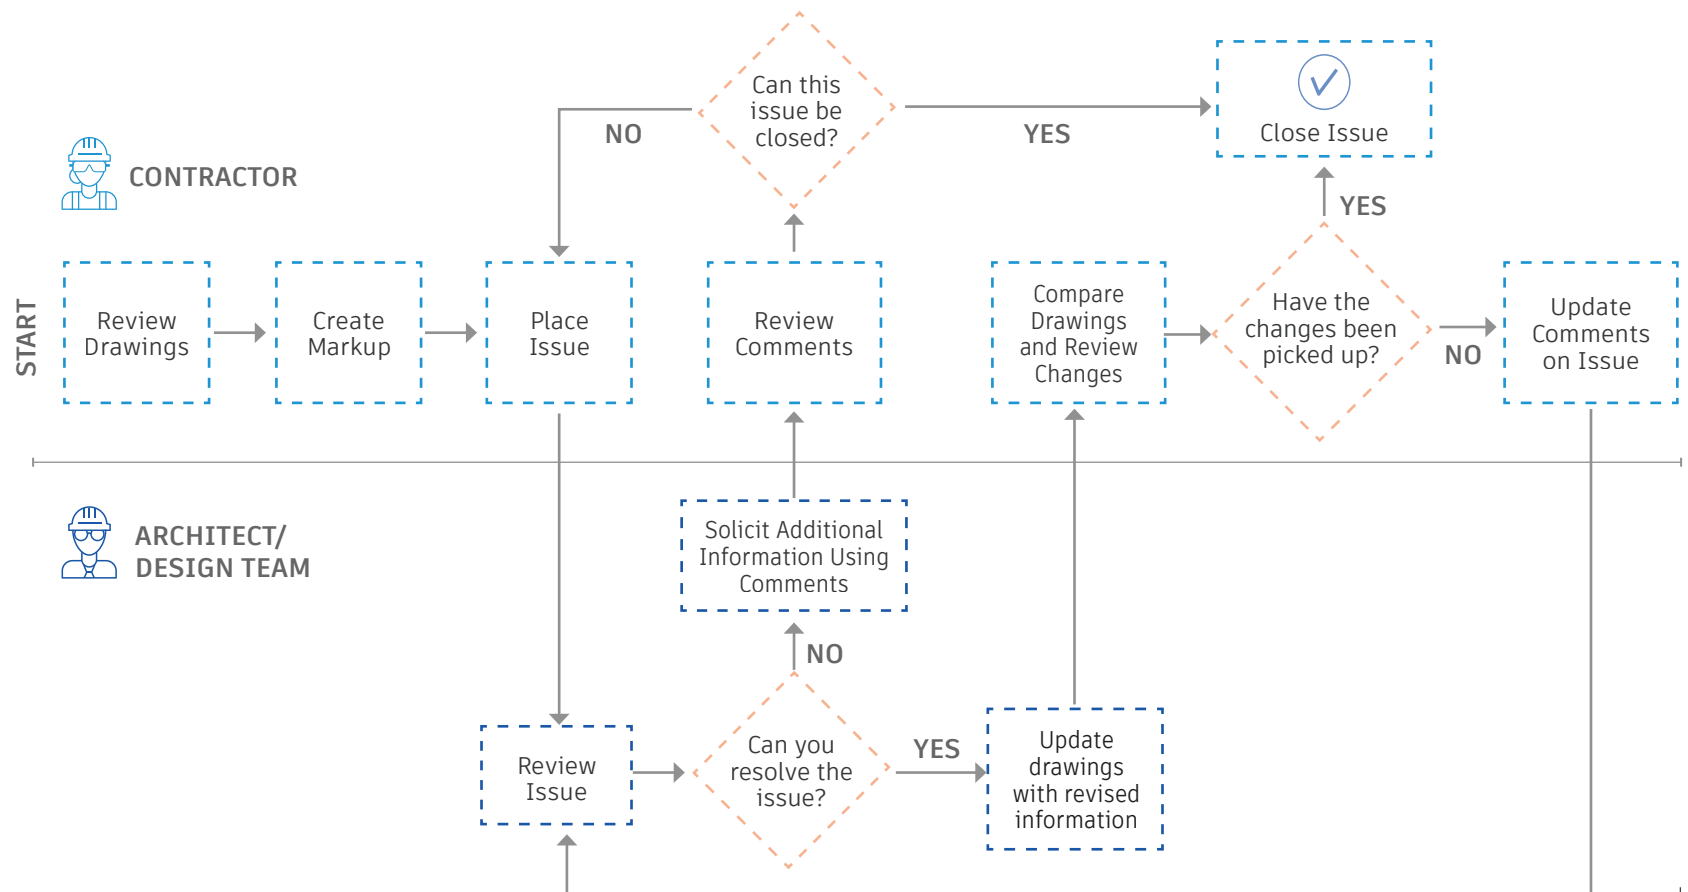 Can this
issue be
closed?
NO
YES
Close Issue
CONTRACTOR
YES
START
Review
Drawings
Create
Markup
Place
Issue
Review
Comments
Compare
Drawings
and Review
Changes
Have the
changes been
picked up?
NO
Update
Comments
on Issue
ARCHITECT/
DESIGN TEAM
Solicit Additional
Information Using
Comments
NO
Review
Issue
Can you
resolve the
issue?
YES
Update
drawings
with revised
information